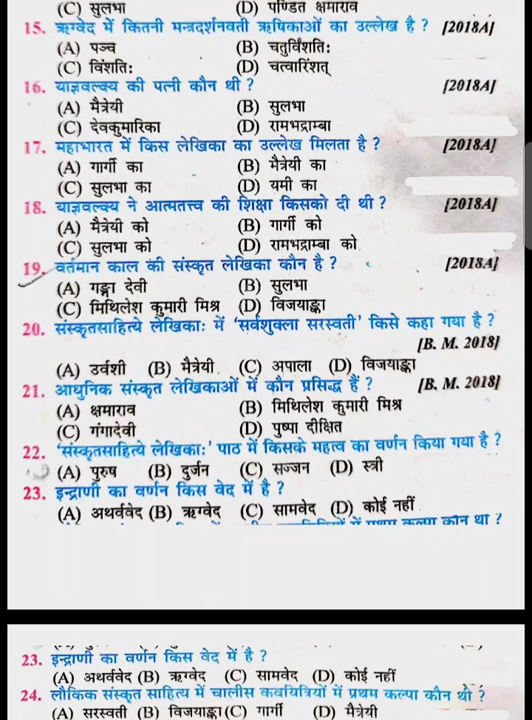 (C) सुलभा (D) पण्डित क्षमाराव
15. ऋग्वेद में कितनी मन्त्रदर्शनवती ऋषिकाओं का उल्लेख है ? [2018A]
(A) पञ्च (B) चतुर्विंशतिः
(C) विंशतिः (D) चत्वारिंशत्
16. याज्ञवल्क्य की पत्नी कौन थी ? [2018A]
(A) मैत्रेयी (B) सुलभा
(C) देवकुमारिका (D) रामभद्राम्बा
17. महाभारत में किस लेखिका का उल्लेख मिलता है ? [2018A]
(A) गार्गी का (B) मैत्रेयी का
(C) सुलभा का (D) यमी का
18. याज्ञवल्क्य ने आत्मतत्त्व की शिक्षा किसको दी थी ? [2018A]
(A) मैत्रेयी को (B) गार्गी को
(C) सुलभा को (D) रामभद्राम्बा को
19. वर्तमान काल की संस्कृत लेखिका कौन है ? [2018A]
(A) गङ्गा देवी (B) सुलभा
(C) मिथिलेश कुमारी मिश्र (D) विजयाङ्का
20. संस्कृतसाहित्ये लेखिकाः में 'सर्वशुक्ला सरस्वती' किसे कहा गया है ?
[B. M. 2018]
(A) उर्वशी (B) मैत्रेयी (C) अपाला (D) विजयाङ्का
21. आधुनिक संस्कृत लेखिकाओं में कौन प्रसिद्ध हैं ? [B. M. 2018]
(A) क्षमाराव (B) मिथिलेश कुमारी मिश्र
(C) गंगादेवी (D) पुष्पा दीक्षित
22. 'संस्कृतसाहित्ये लेखिकाः' पाठ में किसके महत्व का वर्णन किया गया है ?
(A) पुरुष (B) दुर्जन (C) सज्जन (D) स्त्री
23. इन्द्राणी का वर्णन किस वेद में है ?
(A) अथर्ववेद (B) ऋग्वेद (C) सामवेद (D) कोई नहीं
में प्रथम कल्पा कौन था ?
23. इन्द्राणी का वर्णन किस वेद में है ?
(A) अथर्ववेद (B) ऋग्वेद (C) सामवेद (D) कोई नहीं
24. लौकिक संस्कृत साहित्य में चालीस कवयित्रियों में प्रथम कल्पा कौन थी ?
(A) सरस्वती (B) विजयाङ्का (C) गार्गी (D) मैत्रेयी